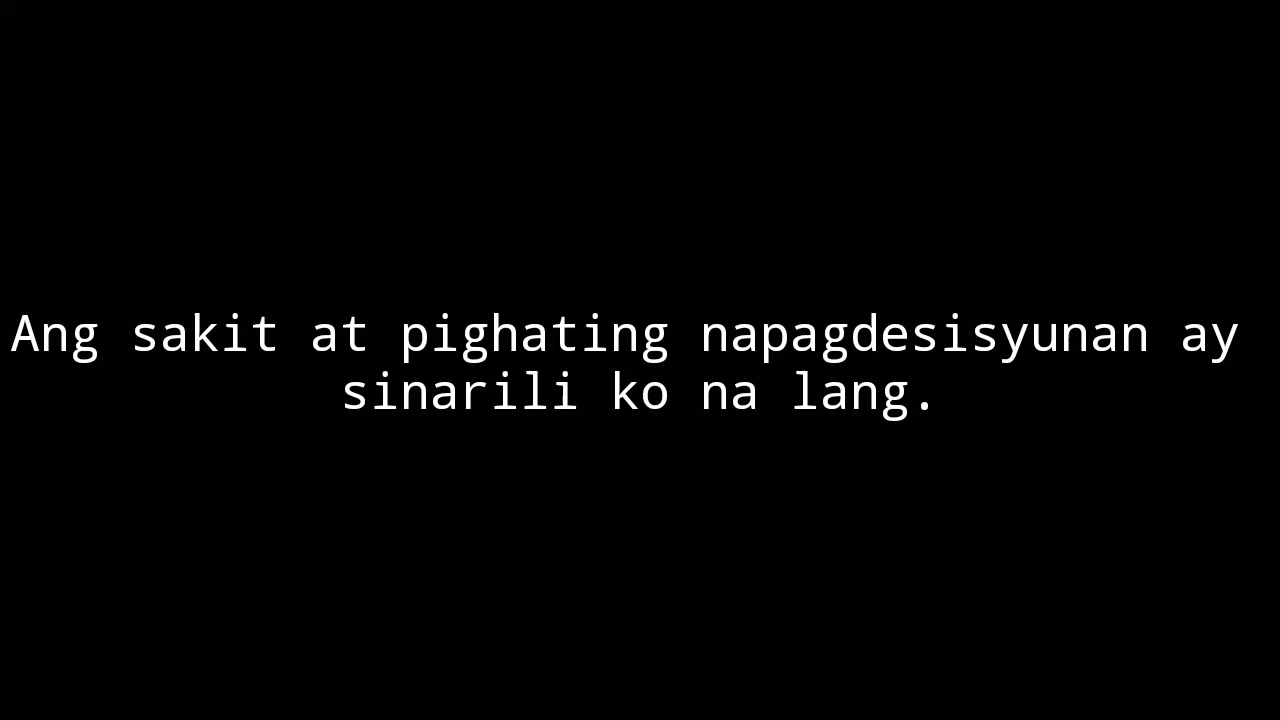 Ang sakit at pighating napagdesisyunan ay
sinarili ko na lang.